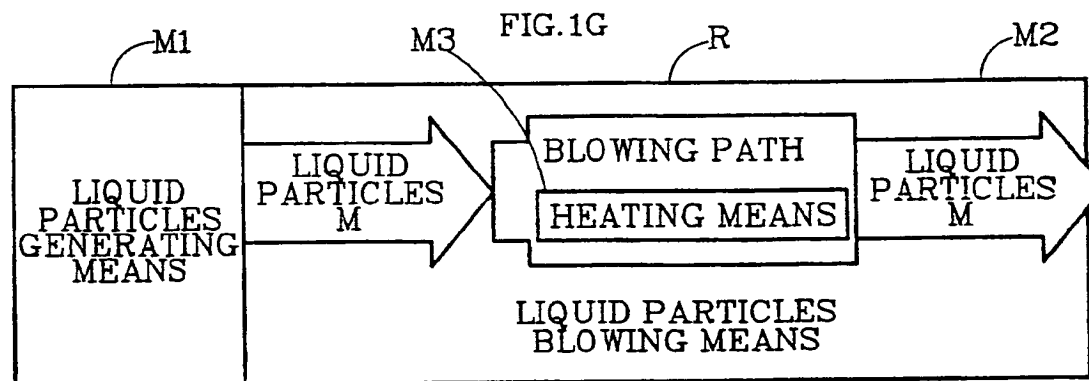 FIG.1G
M1
M3
R
M2
LIQUID
PARTICLES
GENERATING
MEANS
LIQUID
PARTICLES
M
BLOWING PATH
HEATING MEANS
LIQUID
PARTICLES
M
LIQUID PARTICLES
BLOWING MEANS